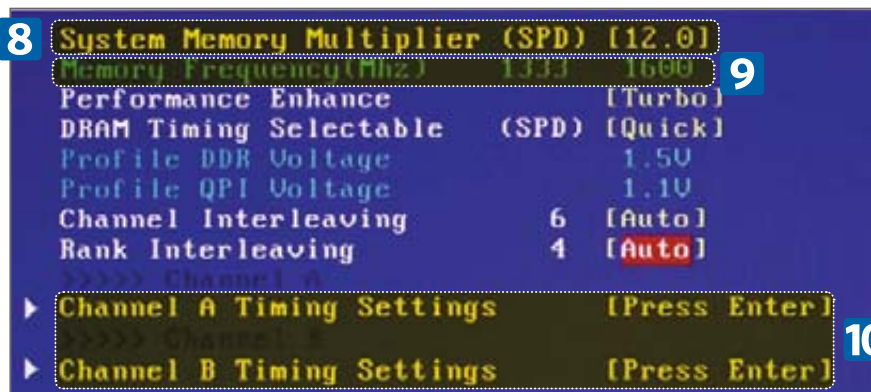 8 System Memory Multiplier (SPD) [12.0]
Memory Frequency(Mhz) 1333 1600 9
Performance Enhance [Turbo]
DRAM Timing Selectable (SPD) [Quick]
Profile DDR Voltage 1.5V
Profile QPI Voltage 1.1V
Channel Interleaving 6 [Auto]
Rank Interleaving 4 [Auto]
>>>>> Channel A
Channel A Timing Settings [Press Enter]
>>>>> Channel B
10
Channel B Timing Settings [Press Enter]